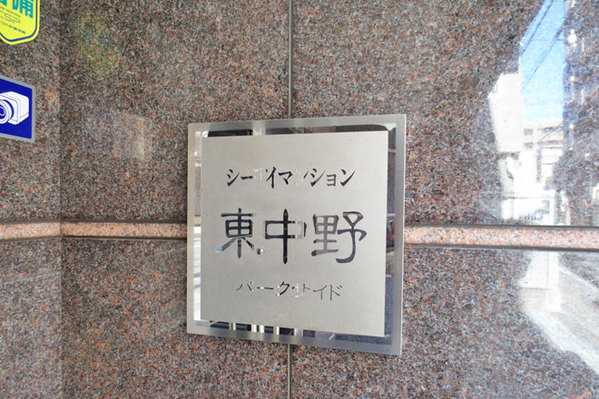 シーアイマンション
東中野
パークサイド